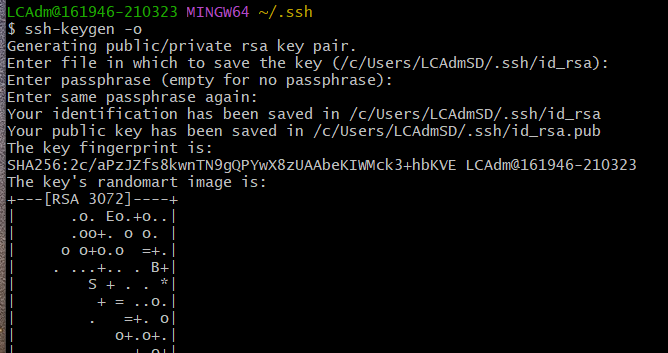 LCAdm@161946-210323 MINGW64 ~/.ssh
$ ssh-keygen -o
Generating public/private rsa key pair.
Enter file in which to save the key (/c/Users/LCAdmSD/.ssh/id_rsa):
Enter passphrase (empty for no passphrase):
Enter same passphrase again:
Your identification has been saved in /c/Users/LCAdmSD/.ssh/id_rsa
Your public key has been saved in /c/Users/LCAdmSD/.ssh/id_rsa.pub
The key fingerprint is:
SHA256:2c/aPzJZfs8kwnTN9gQPYwX8zUAAbeKIWMck3+hbKVE LCAdm@161946-210323
The key's randomart image is:
+---[RSA 3072]----+
|      .o. Eo.+o..|
|      .oo+. o o. |
|     o o+o.o  =+.|
|    . ...+.. . B+|
|        S + . . *|
|         + = ..o.|
|        .   =+. o|
|           o+.o+.|